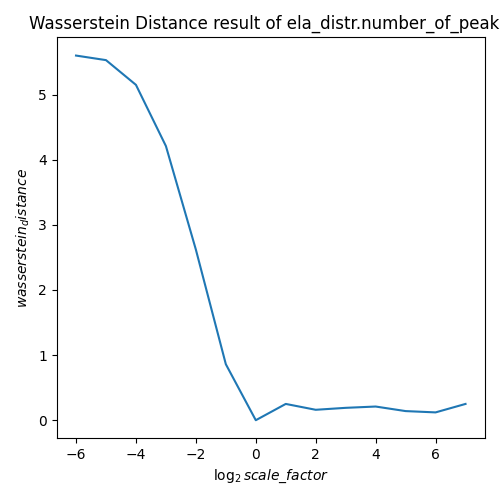 Wasserstein Distance result of ela_distr.number_of_peak
5
4
3
2
1
0
wasserstein_distance
−6 −4 −2 0 2 4 6
log₂ scale_factor